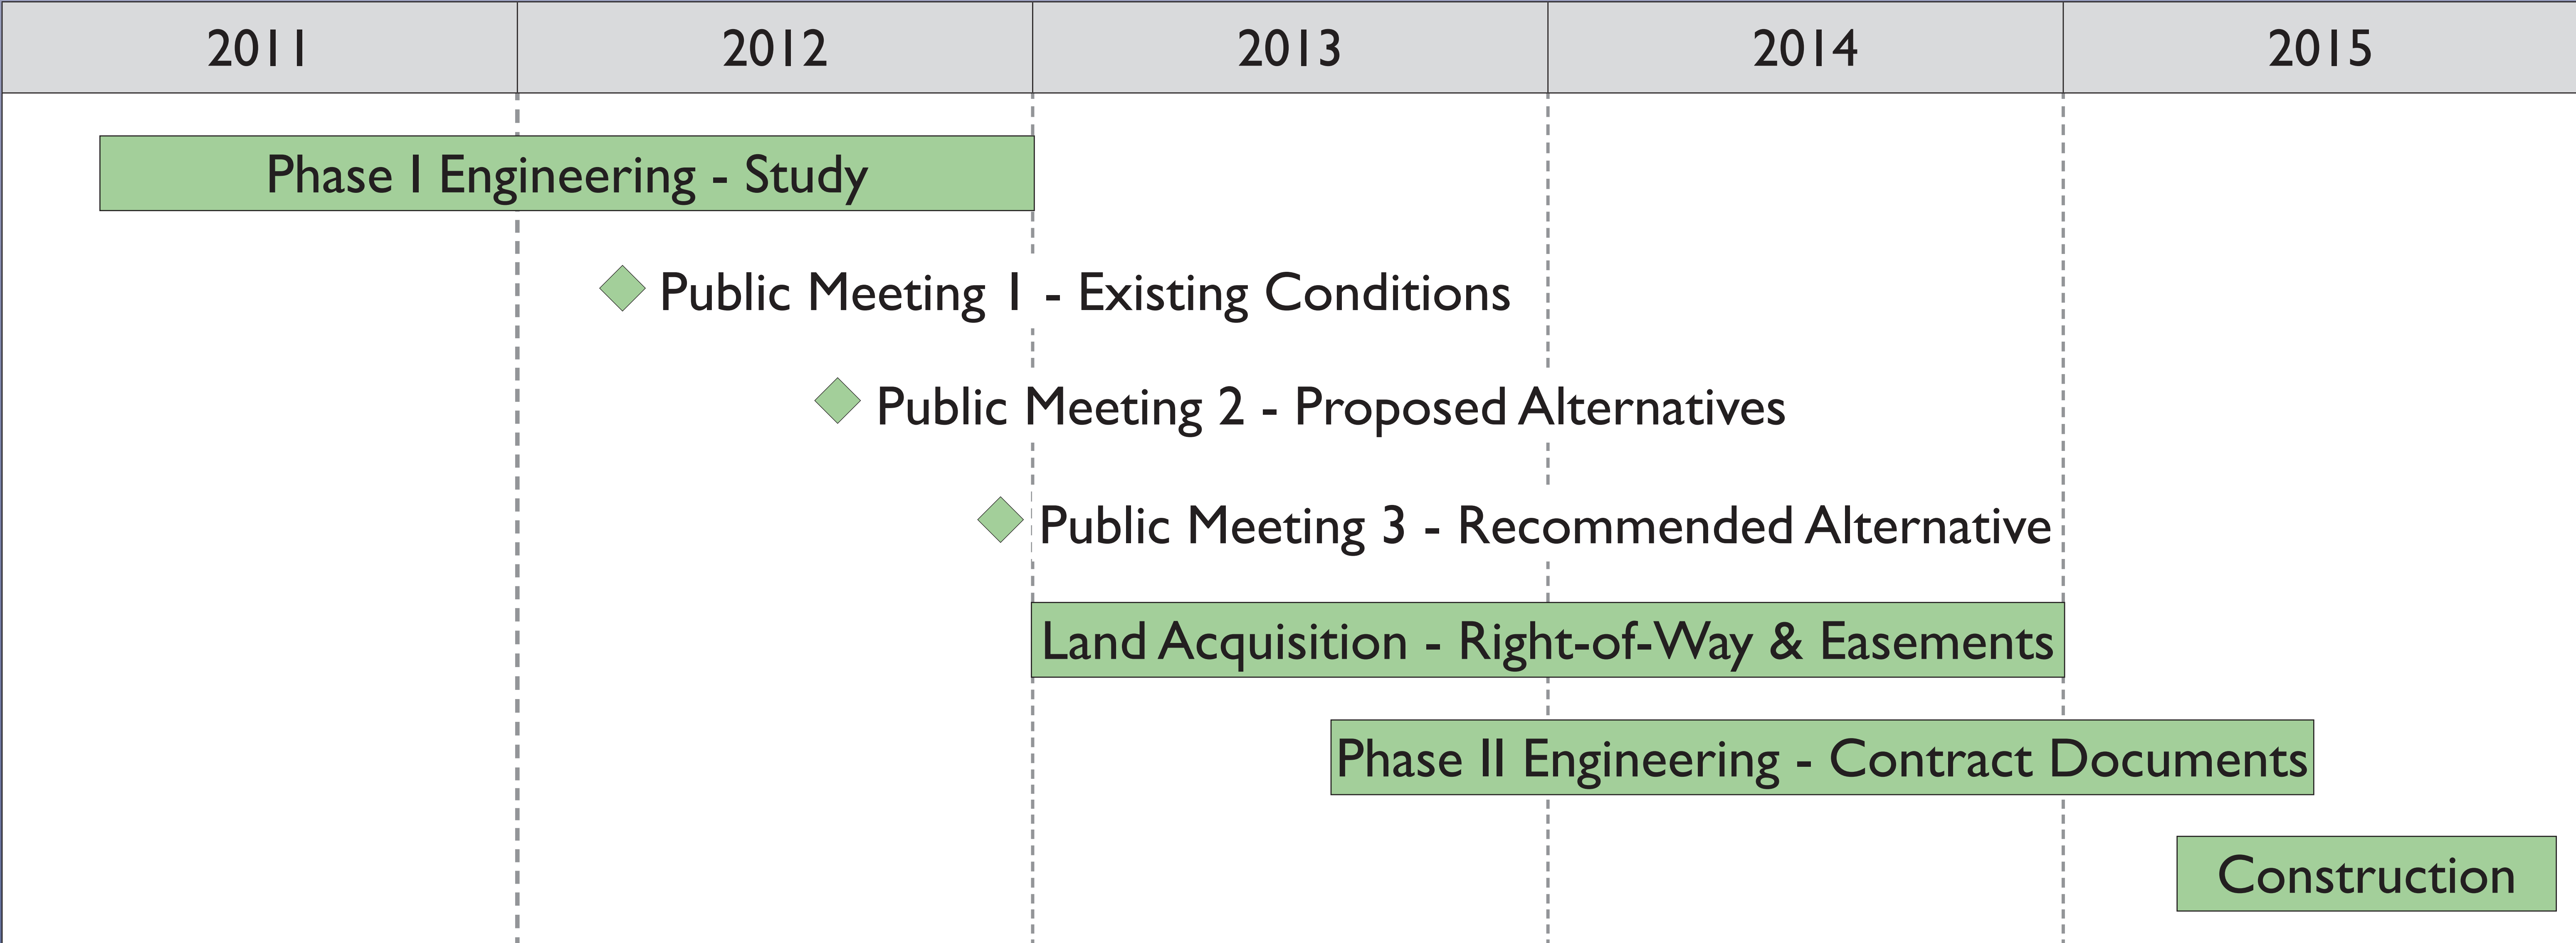 2011 2012 2013 2014 2015
Phase I Engineering - Study
Public Meeting 1 - Existing Conditions
Public Meeting 2 - Proposed Alternatives
Public Meeting 3 - Recommended Alternative
Land Acquisition - Right-of-Way & Easements
Phase II Engineering - Contract Documents
Construction